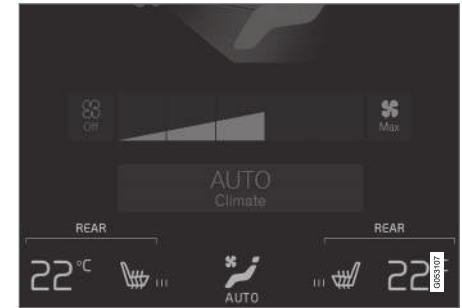 Off
Max
AUTO
Climate
REAR
REAR
22°C
22°
AUTO
G053107